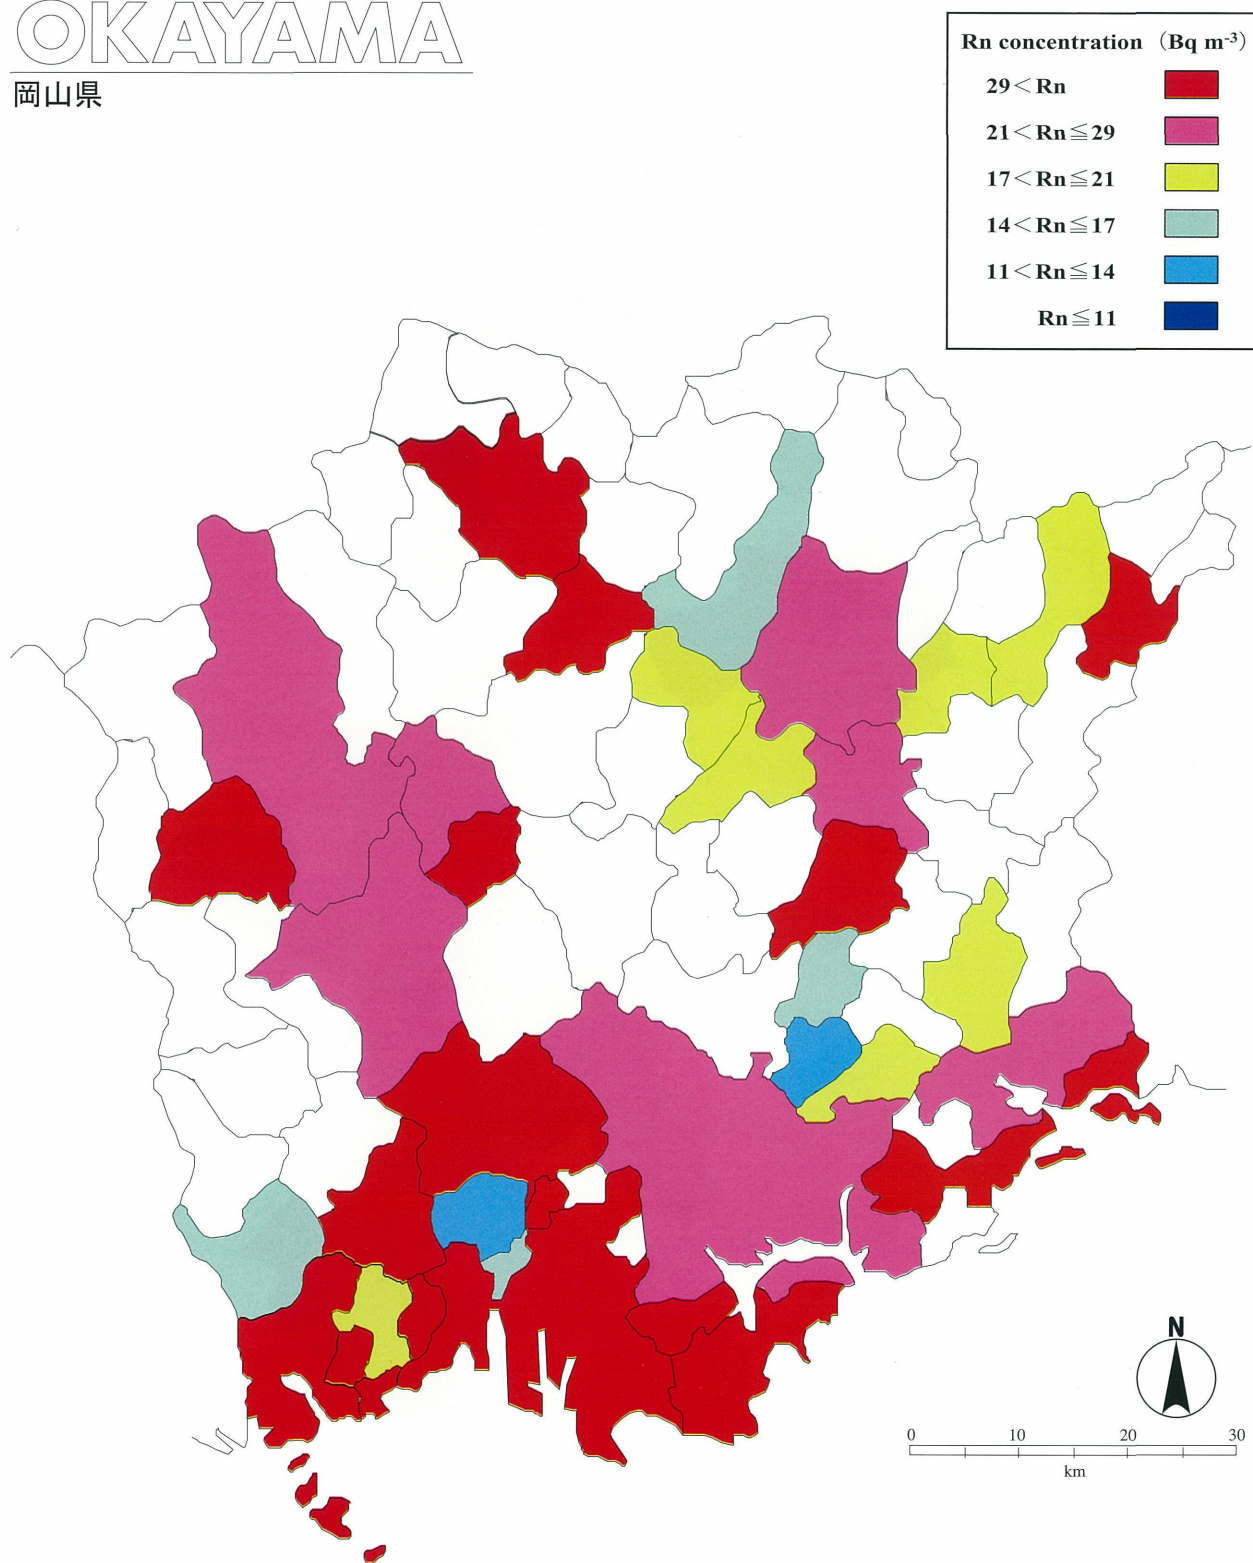 OKAYAMA
岡山県
Rn concentration (Bq m-3)
29＜Rn
21＜Rn≦29
17＜Rn≦21
14＜Rn≦17
11＜Rn≦14
Rn≦11
N
0 10 20 30
km